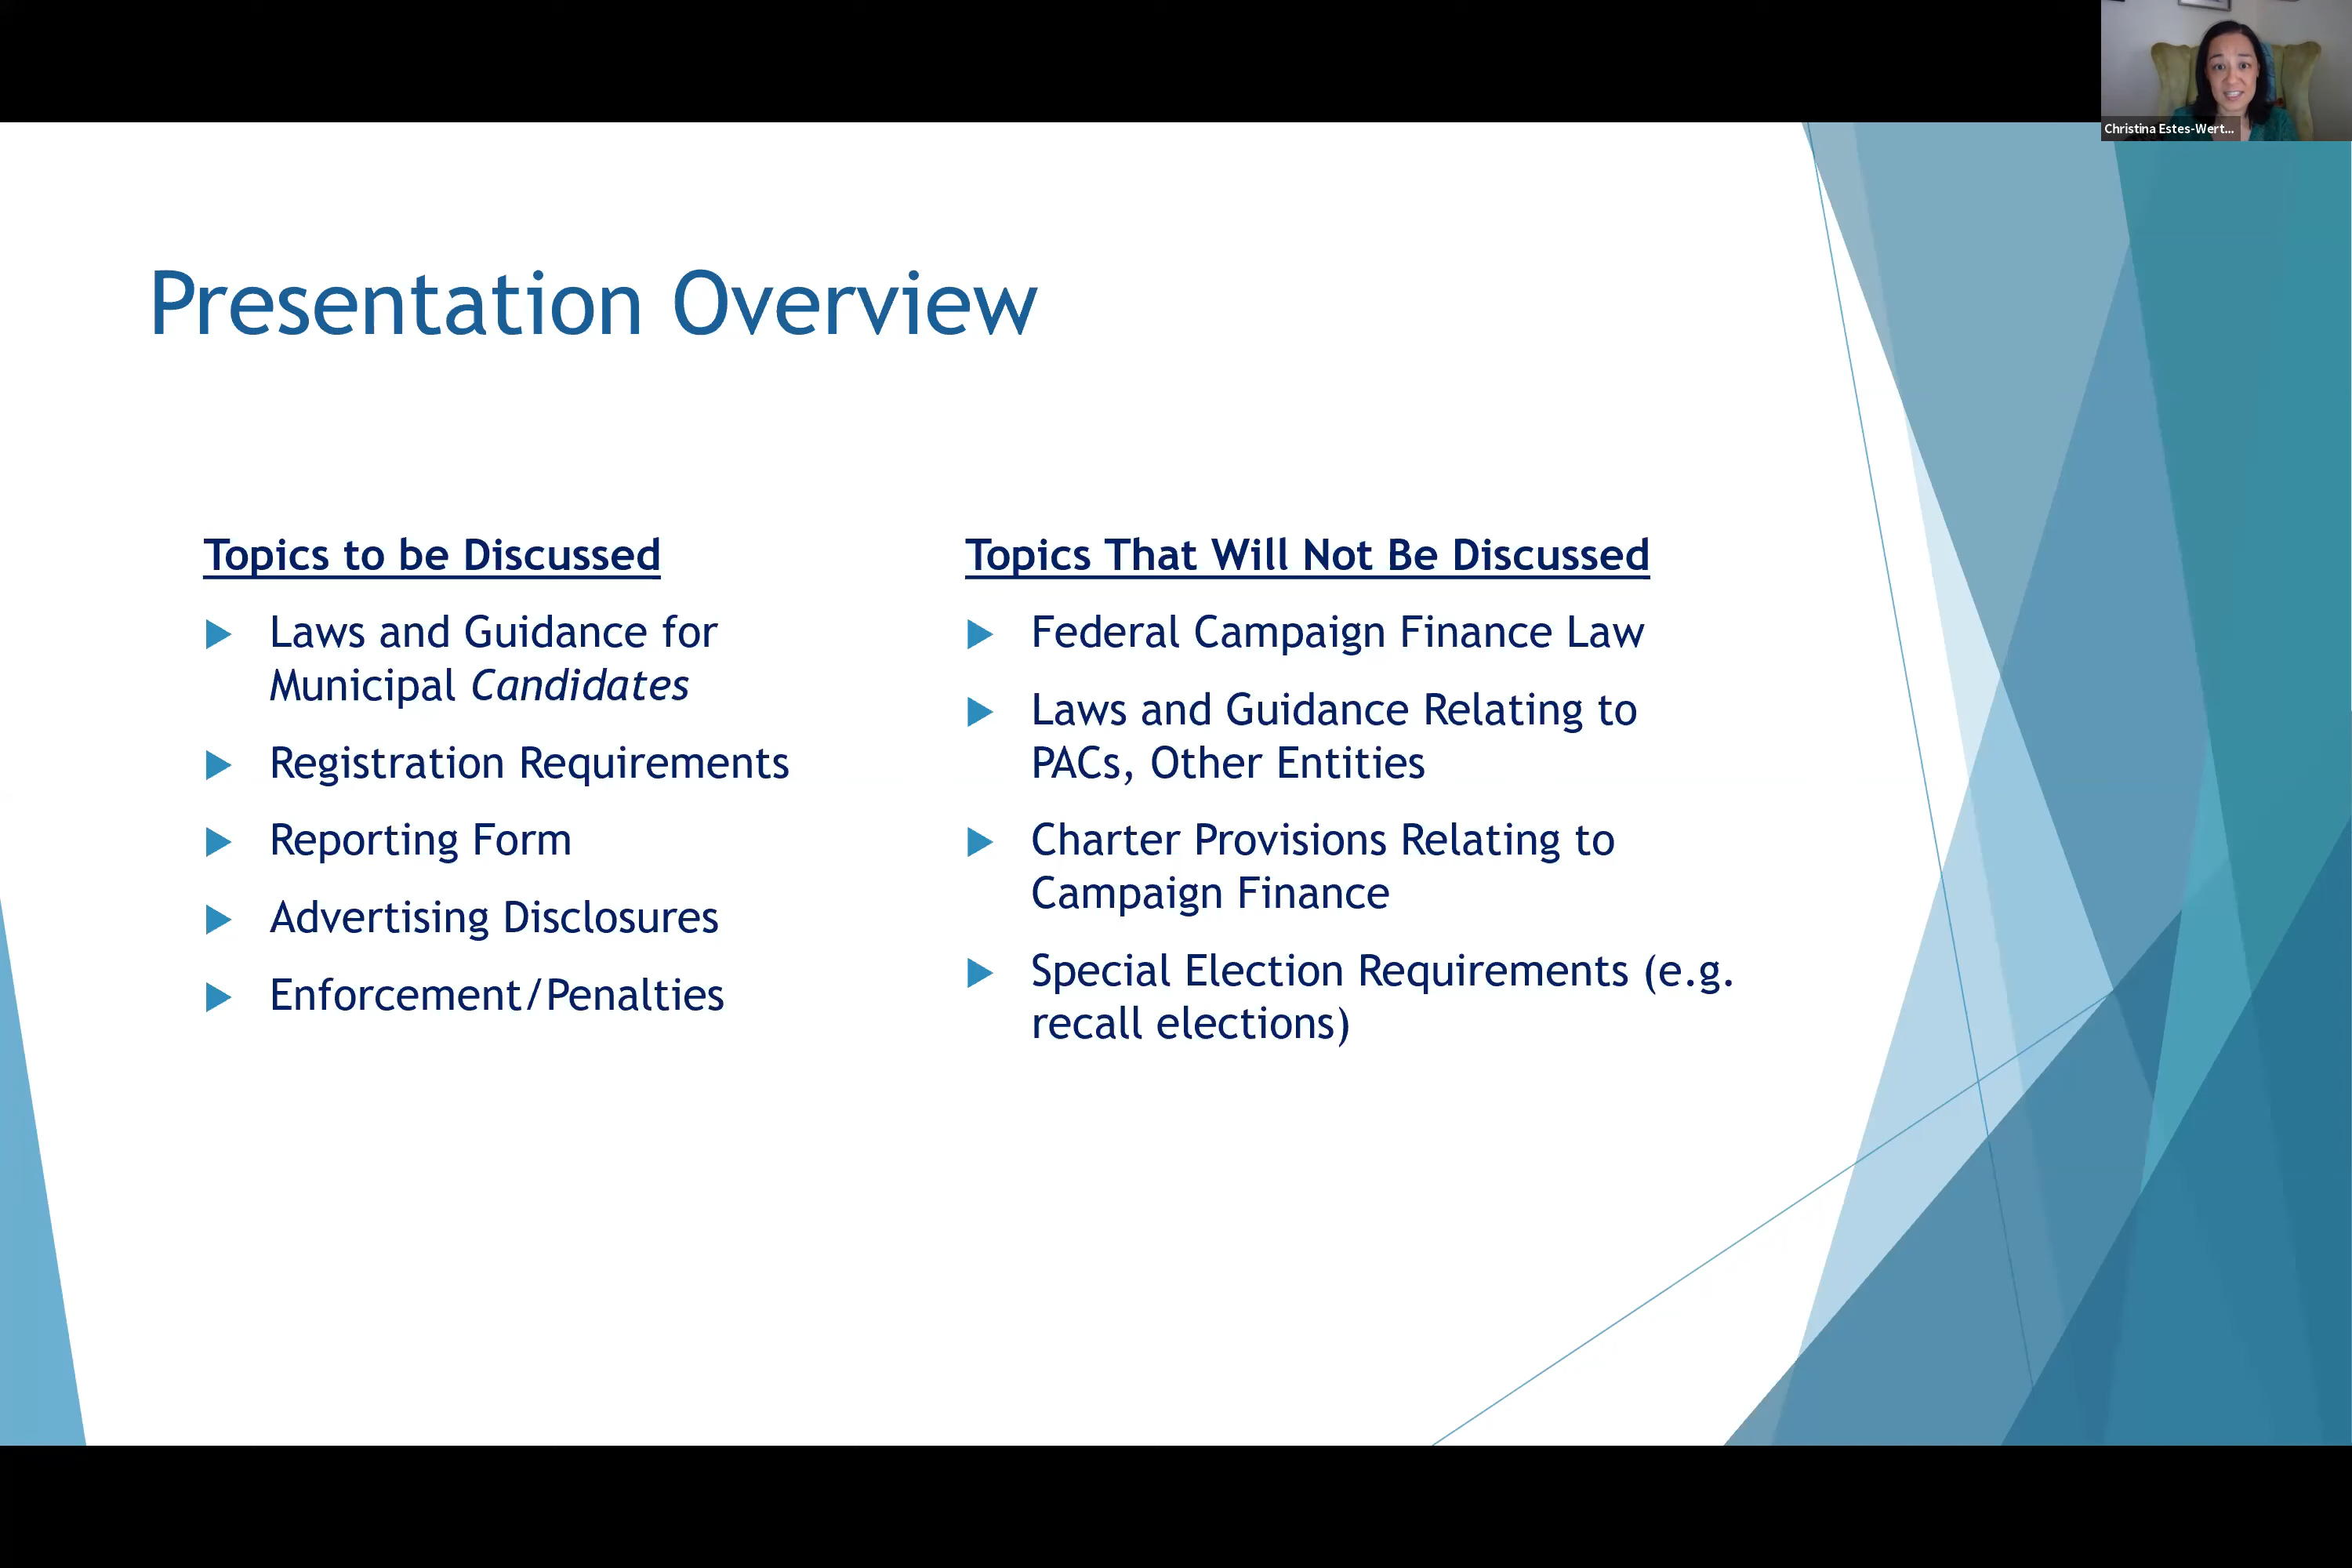 Christina Estes-Wert...
Presentation Overview
Topics to be Discussed
Laws and Guidance for
Municipal Candidates
Registration Requirements
Reporting Form
Advertising Disclosures
Enforcement/Penalties
Topics That Will Not Be Discussed
Federal Campaign Finance Law
Laws and Guidance Relating to
PACs, Other Entities
Charter Provisions Relating to
Campaign Finance
Special Election Requirements (e.g.
recall elections)